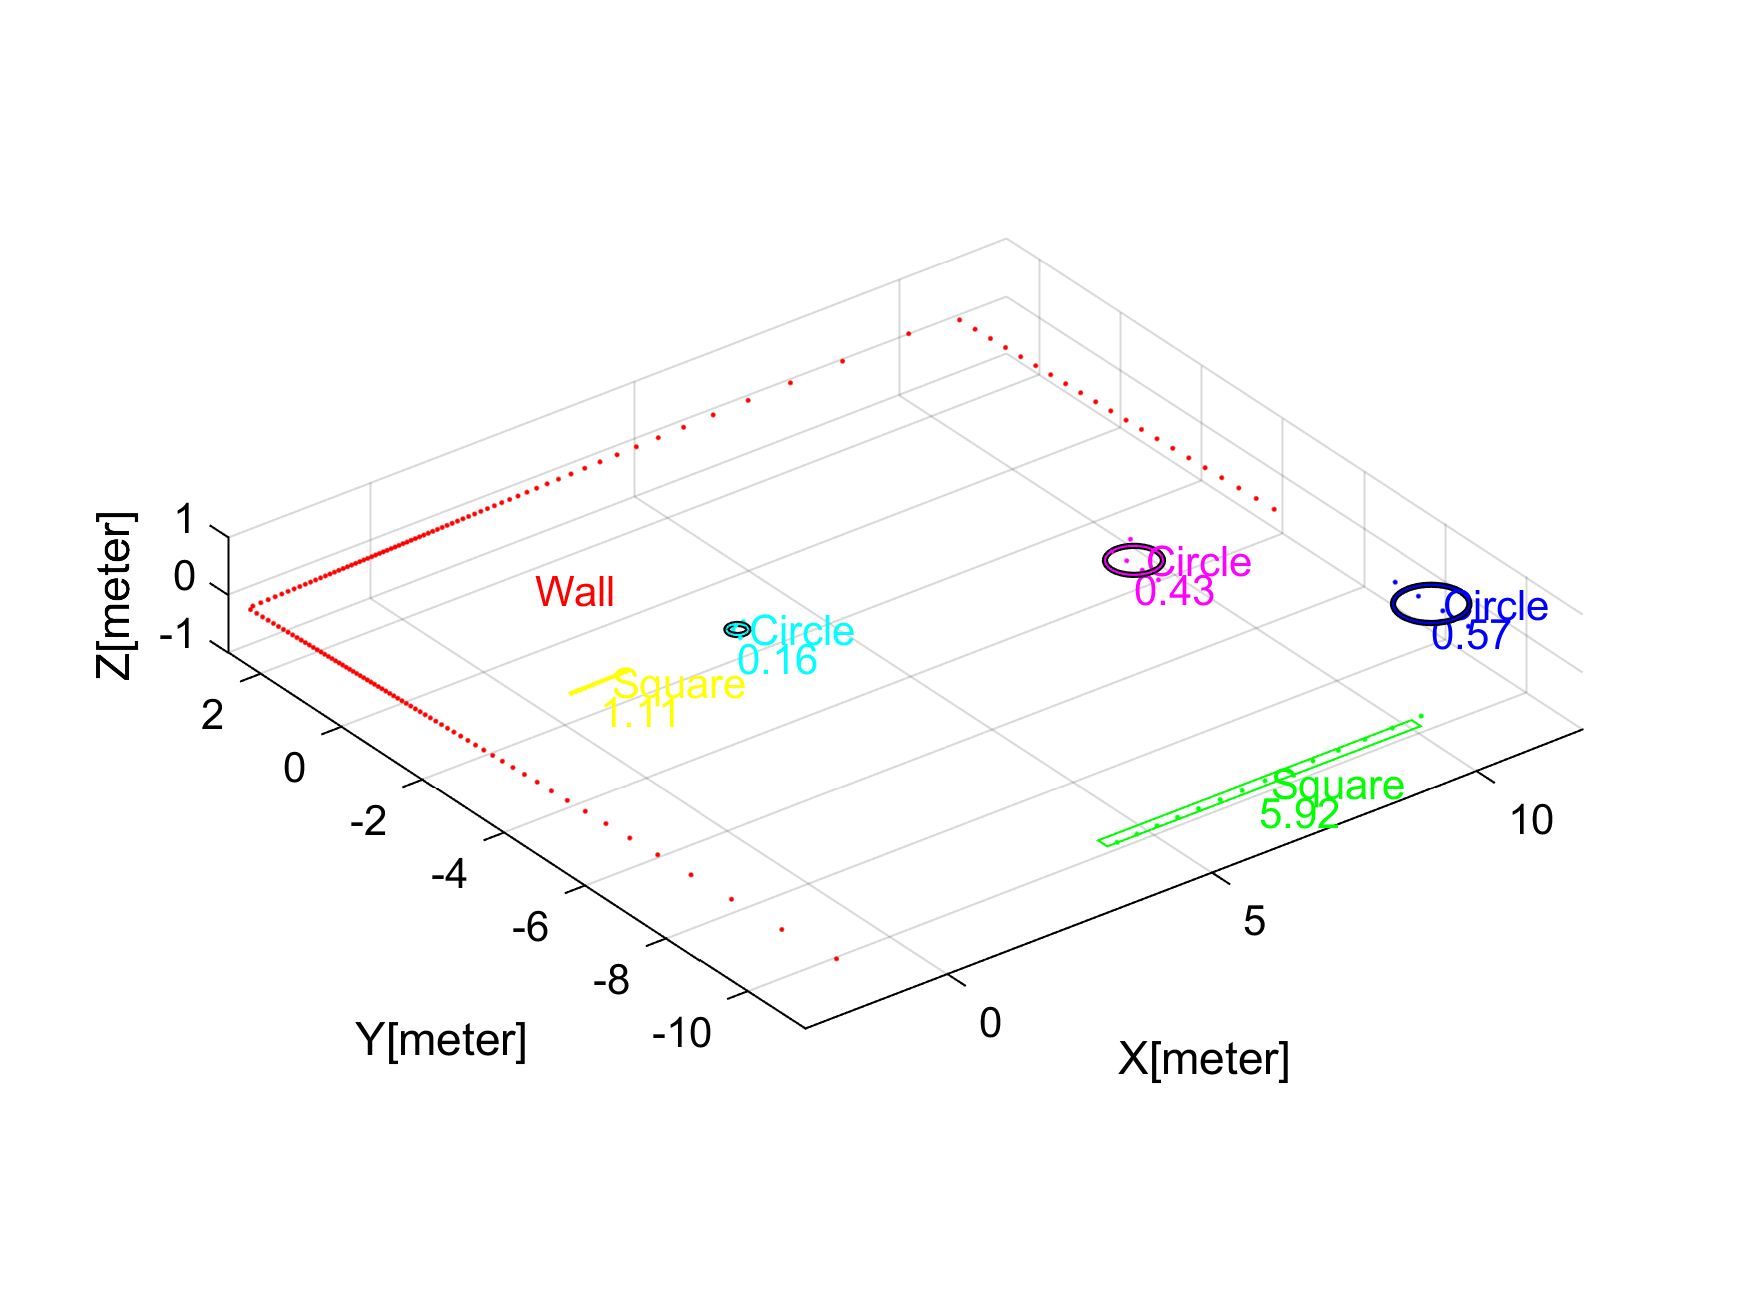 1
0
-1
Z[meter]
2
0
-2
-4
-6
-8
-10
Y[meter]
0
5
10
X[meter]
Wall
Circle
0.16
Square
1.11
Circle
0.43
Circle
0.57
Square
5.92